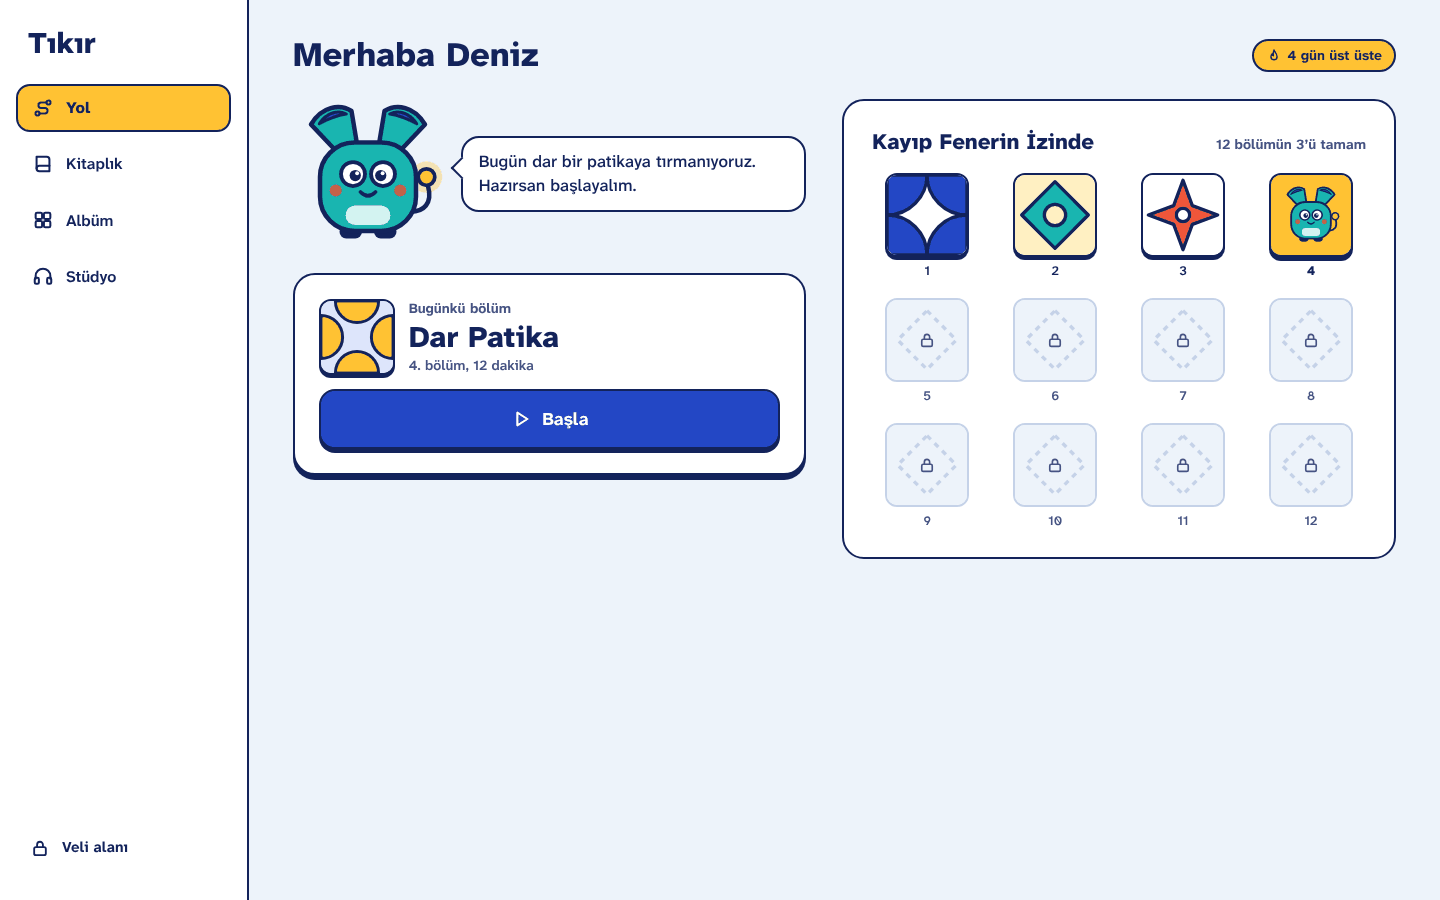 Tıkır
Yol
Kitaplık
Albüm
Stüdyo
Veli alanı
Merhaba Deniz
4 gün üst üste
Bugün dar bir patikaya tırmanıyoruz.
Hazırsan başlayalım.
Bugünkü bölüm
Dar Patika
4. bölüm, 12 dakika
Başla
Kayıp Fenerin İzinde
12 bölümün 3'ü tamam
1
2
3
4
5
6
7
8
9
10
11
12